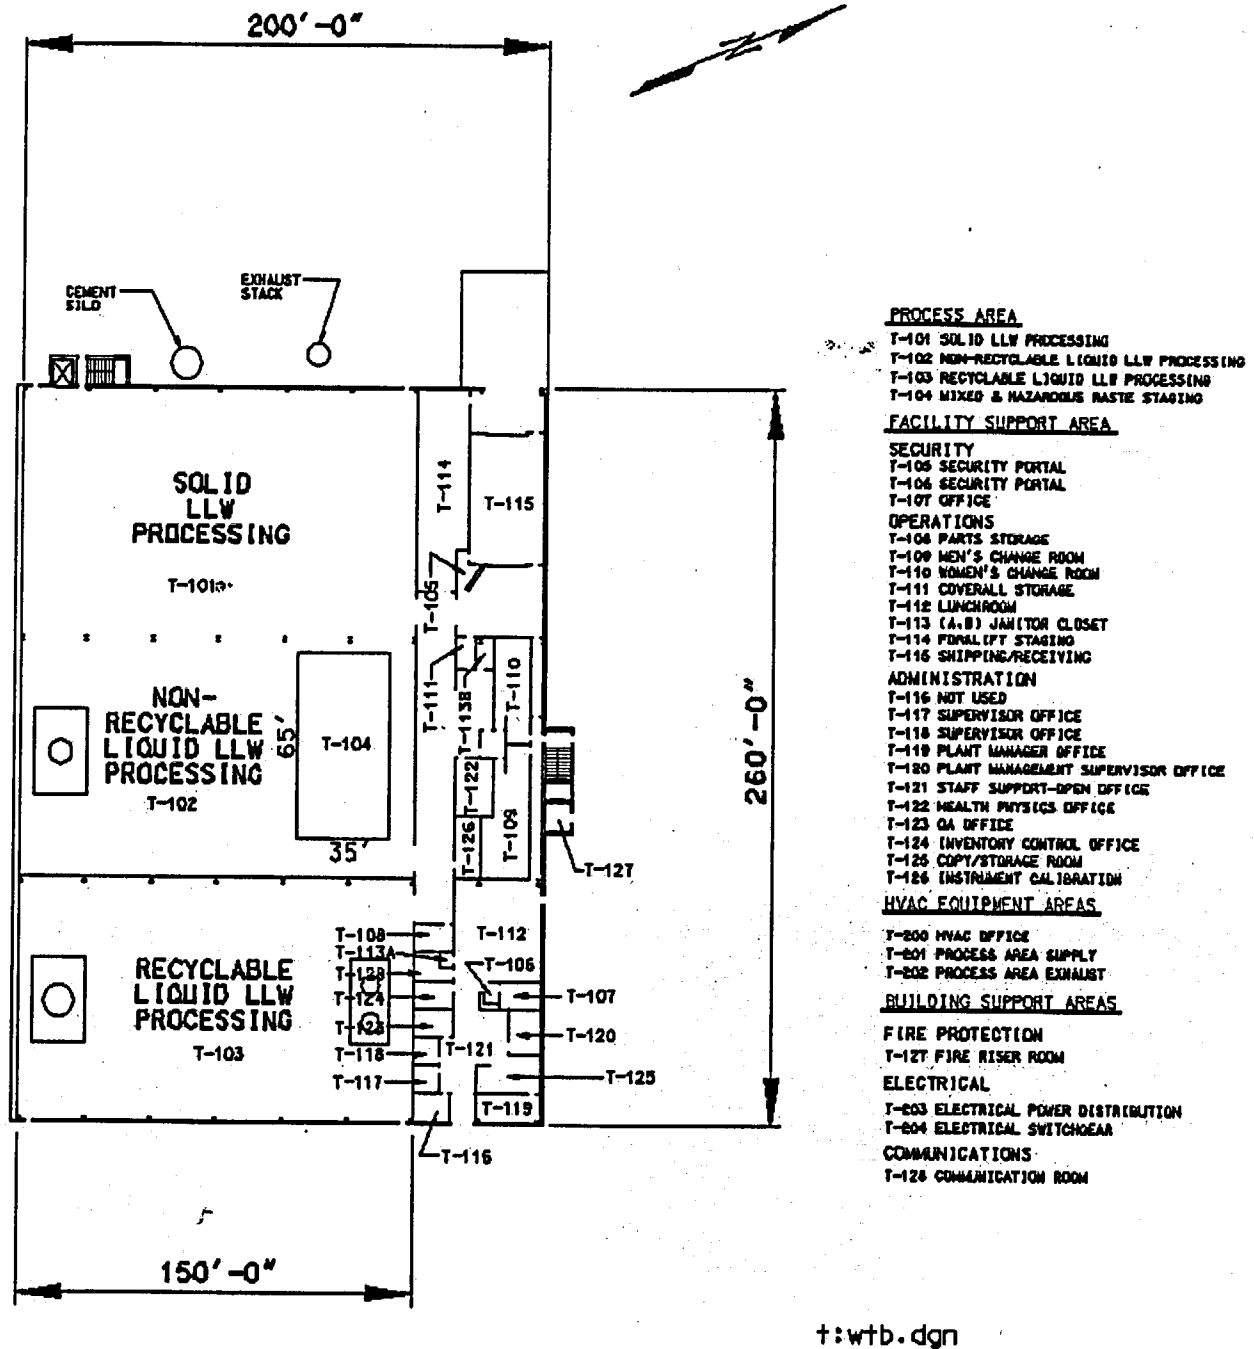 200'-0"
Z
CEMENT
SILO
EXHAUST
STACK
SOLID
LLW
PROCESSING
T-101
T-114
T-115
T-105
T-111
T-113B
T-110
NON-
RECYCLABLE
LIQUID LLW
PROCESSING
T-102
65'
T-104
35'
T-122
T-126
T-109
T-127
260'-0"
RECYCLABLE
LIQUID LLW
PROCESSING
T-103
T-108
T-113A
T-112
T-106
T-124
T-107
T-120
T-118
T-121
T-117
T-125
T-119
T-116
150'-0"
PROCESS AREA
T-101 SOLID LLW PROCESSING
T-102 NON-RECYCLABLE LIQUID LLW PROCESSING
T-103 RECYCLABLE LIQUID LLW PROCESSING
T-104 MIXED & HAZARDOUS WASTE STAGING
FACILITY SUPPORT AREA
SECURITY
T-105 SECURITY PORTAL
T-106 SECURITY PORTAL
T-107 OFFICE
OPERATIONS
T-108 PARTS STORAGE
T-109 MEN'S CHANGE ROOM
T-110 WOMEN'S CHANGE ROOM
T-111 COVERALL STORAGE
T-112 LUNCHROOM
T-113 (A,B) JANITOR CLOSET
T-114 FORKLIFT STAGING
T-115 SHIPPING/RECEIVING
ADMINISTRATION
T-116 NOT USED
T-117 SUPERVISOR OFFICE
T-118 SUPERVISOR OFFICE
T-119 PLANT MANAGER OFFICE
T-120 PLANT MANAGEMENT SUPERVISOR OFFICE
T-121 STAFF SUPPORT-OPEN OFFICE
T-122 HEALTH PHYSICS OFFICE
T-123 QA OFFICE
T-124 INVENTORY CONTROL OFFICE
T-125 COPY/STORAGE ROOM
T-126 INSTRUMENT CALIBRATION
HVAC EQUIPMENT AREAS
T-200 HVAC OFFICE
T-201 PROCESS AREA SUPPLY
T-202 PROCESS AREA EXHAUST
BUILDING SUPPORT AREAS
FIRE PROTECTION
T-127 FIRE RISER ROOM
ELECTRICAL
T-203 ELECTRICAL POWER DISTRIBUTION
T-204 ELECTRICAL SWITCHGEAR
COMMUNICATIONS
T-128 COMMUNICATION ROOM
t:wtb.dgn